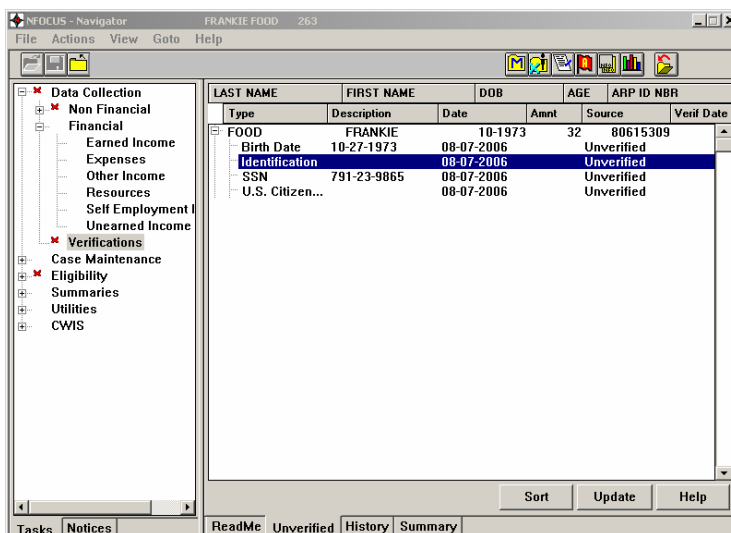 NFOCUS - Navigator FRANKIE FOOD 263
File Actions View Goto Help
Data Collection
Non Financial
Financial
Earned Income
Expenses
Other Income
Resources
Self Employment I
Unearned Income
Verifications
Case Maintenance
Eligibility
Summaries
Utilities
CWIS
Tasks Notices
LAST NAME FIRST NAME DOB AGE ARP ID NBR
Type Description Date Amnt Source Verif Date
FOOD FRANKIE 10-1973 32 80615309
Birth Date 10-27-1973 08-07-2006 Unverified
Identification 08-07-2006 Unverified
SSN 791-23-9865 08-07-2006 Unverified
U.S. Citizen... 08-07-2006 Unverified
Sort Update Help
ReadMe Unverified History Summary